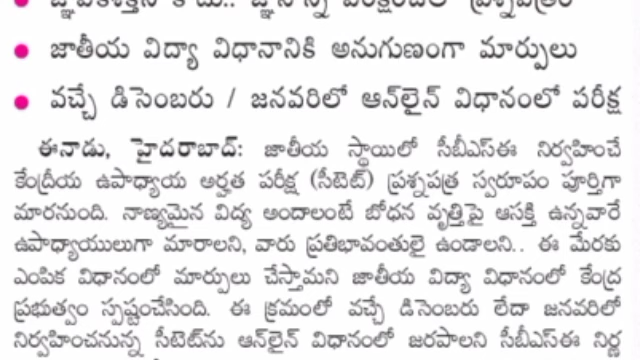 జాతీయ విద్యా విధానానికి అనుగుణంగా మార్పులు
వచ్చే డిసెంబరు / జనవరిలో ఆన్‌లైన్ విధానంలో పరీక్ష
ఈనాడు, హైదరాబాద్: జాతీయ స్థాయిలో సీబీఎస్ఈ నిర్వహించే
కేంద్రీయ ఉపాధ్యాయ అర్హత పరీక్ష (సీటెట్) ప్రశ్నపత్ర స్వరూపం పూర్తిగా
మారనుంది. నాణ్యమైన విద్య అందాలంటే బోధన వృత్తిపై ఆసక్తి ఉన్నవారే
ఉపాధ్యాయులుగా మారాలని, వారు ప్రతిభావంతులై ఉండాలని.. ఈ మేరకు
ఎంపిక విధానంలో మార్పులు చేస్తామని జాతీయ విద్యా విధానంలో కేంద్ర
ప్రభుత్వం స్పష్టంచేసింది. ఈ క్రమంలో వచ్చే డిసెంబరు లేదా జనవరిలో
నిర్వహించనున్న సీటెట్‌ను ఆన్‌లైన్ విధానంలో జరపాలని సీబీఎస్ఈ నిర్ణ